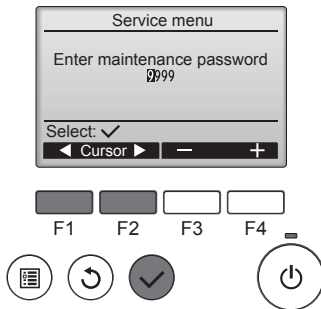 Service menu
Enter maintenance password
9999
Select: ✓
◀ Cursor ▶ − +
F1 F2 F3 F4